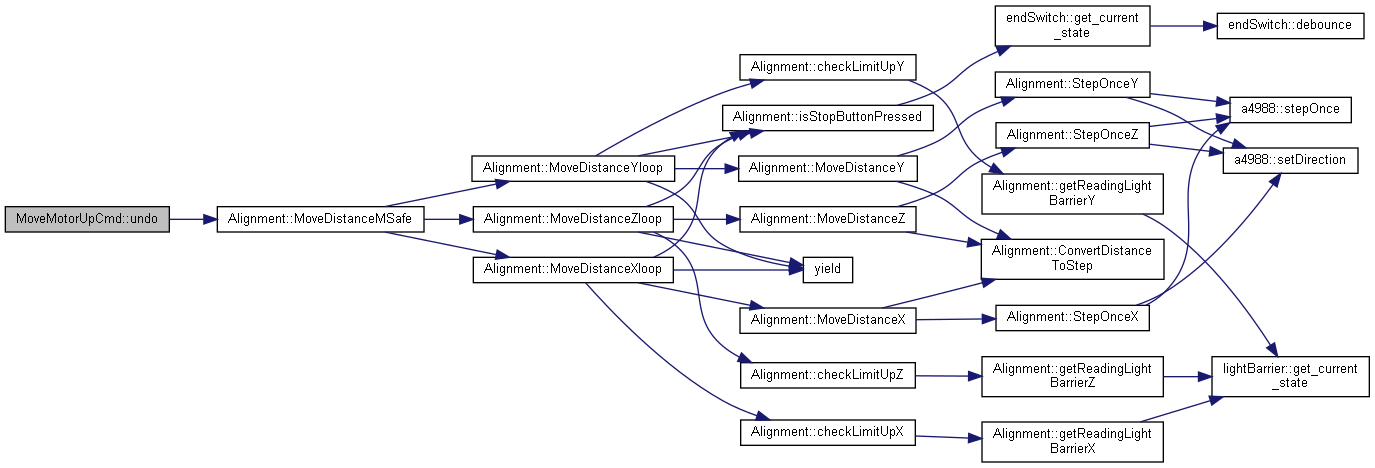 MoveMotorUpCmd::undo
Alignment::MoveDistanceMSafe
Alignment::MoveDistanceYloop
Alignment::MoveDistanceZloop
Alignment::MoveDistanceXloop
Alignment::checkLimitUpY
Alignment::isStopButtonPressed
Alignment::MoveDistanceY
Alignment::MoveDistanceZ
yield
Alignment::MoveDistanceX
Alignment::checkLimitUpZ
Alignment::checkLimitUpX
endSwitch::get_current
_state
Alignment::StepOnceY
Alignment::StepOnceZ
Alignment::getReadingLight
BarrierY
Alignment::ConvertDistance
ToStep
Alignment::StepOnceX
Alignment::getReadingLight
BarrierZ
Alignment::getReadingLight
BarrierX
endSwitch::debounce
a4988::stepOnce
a4988::setDirection
lightBarrier::get_current
_state